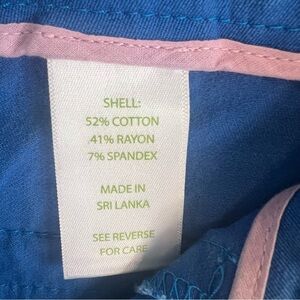 SHELL:
52% COTTON
41% RAYON
7% SPANDEX
MADE IN
SRI LANKA
SEE REVERSE
FOR CARE